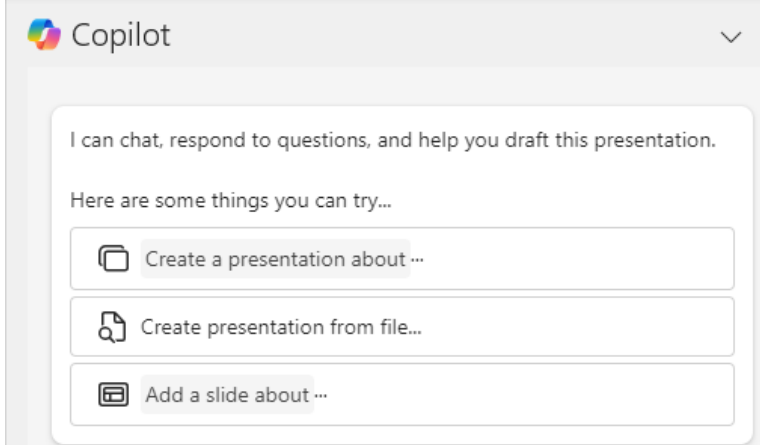 Copilot
I can chat, respond to questions, and help you draft this presentation.
Here are some things you can try...
Create a presentation about ...
Create presentation from file...
Add a slide about ...